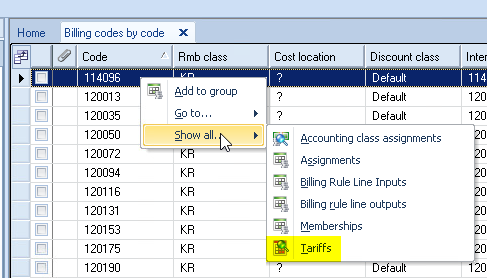 Home Billing codes by code
Code Rmb class Cost location Discount class Inter
114096 KR ? Default 114
120013 ? Default 120
120035 ? Default 120
120050
120072 KR
120094 KR
120116 KR
120131 KR
120153 KR
120175 KR
120190 KR ? Default 120
Add to group
Go to...
Show all...
Accounting class assignments
Assignments
Billing Rule Line Inputs
Billing rule line outputs
Memberships
Tariffs